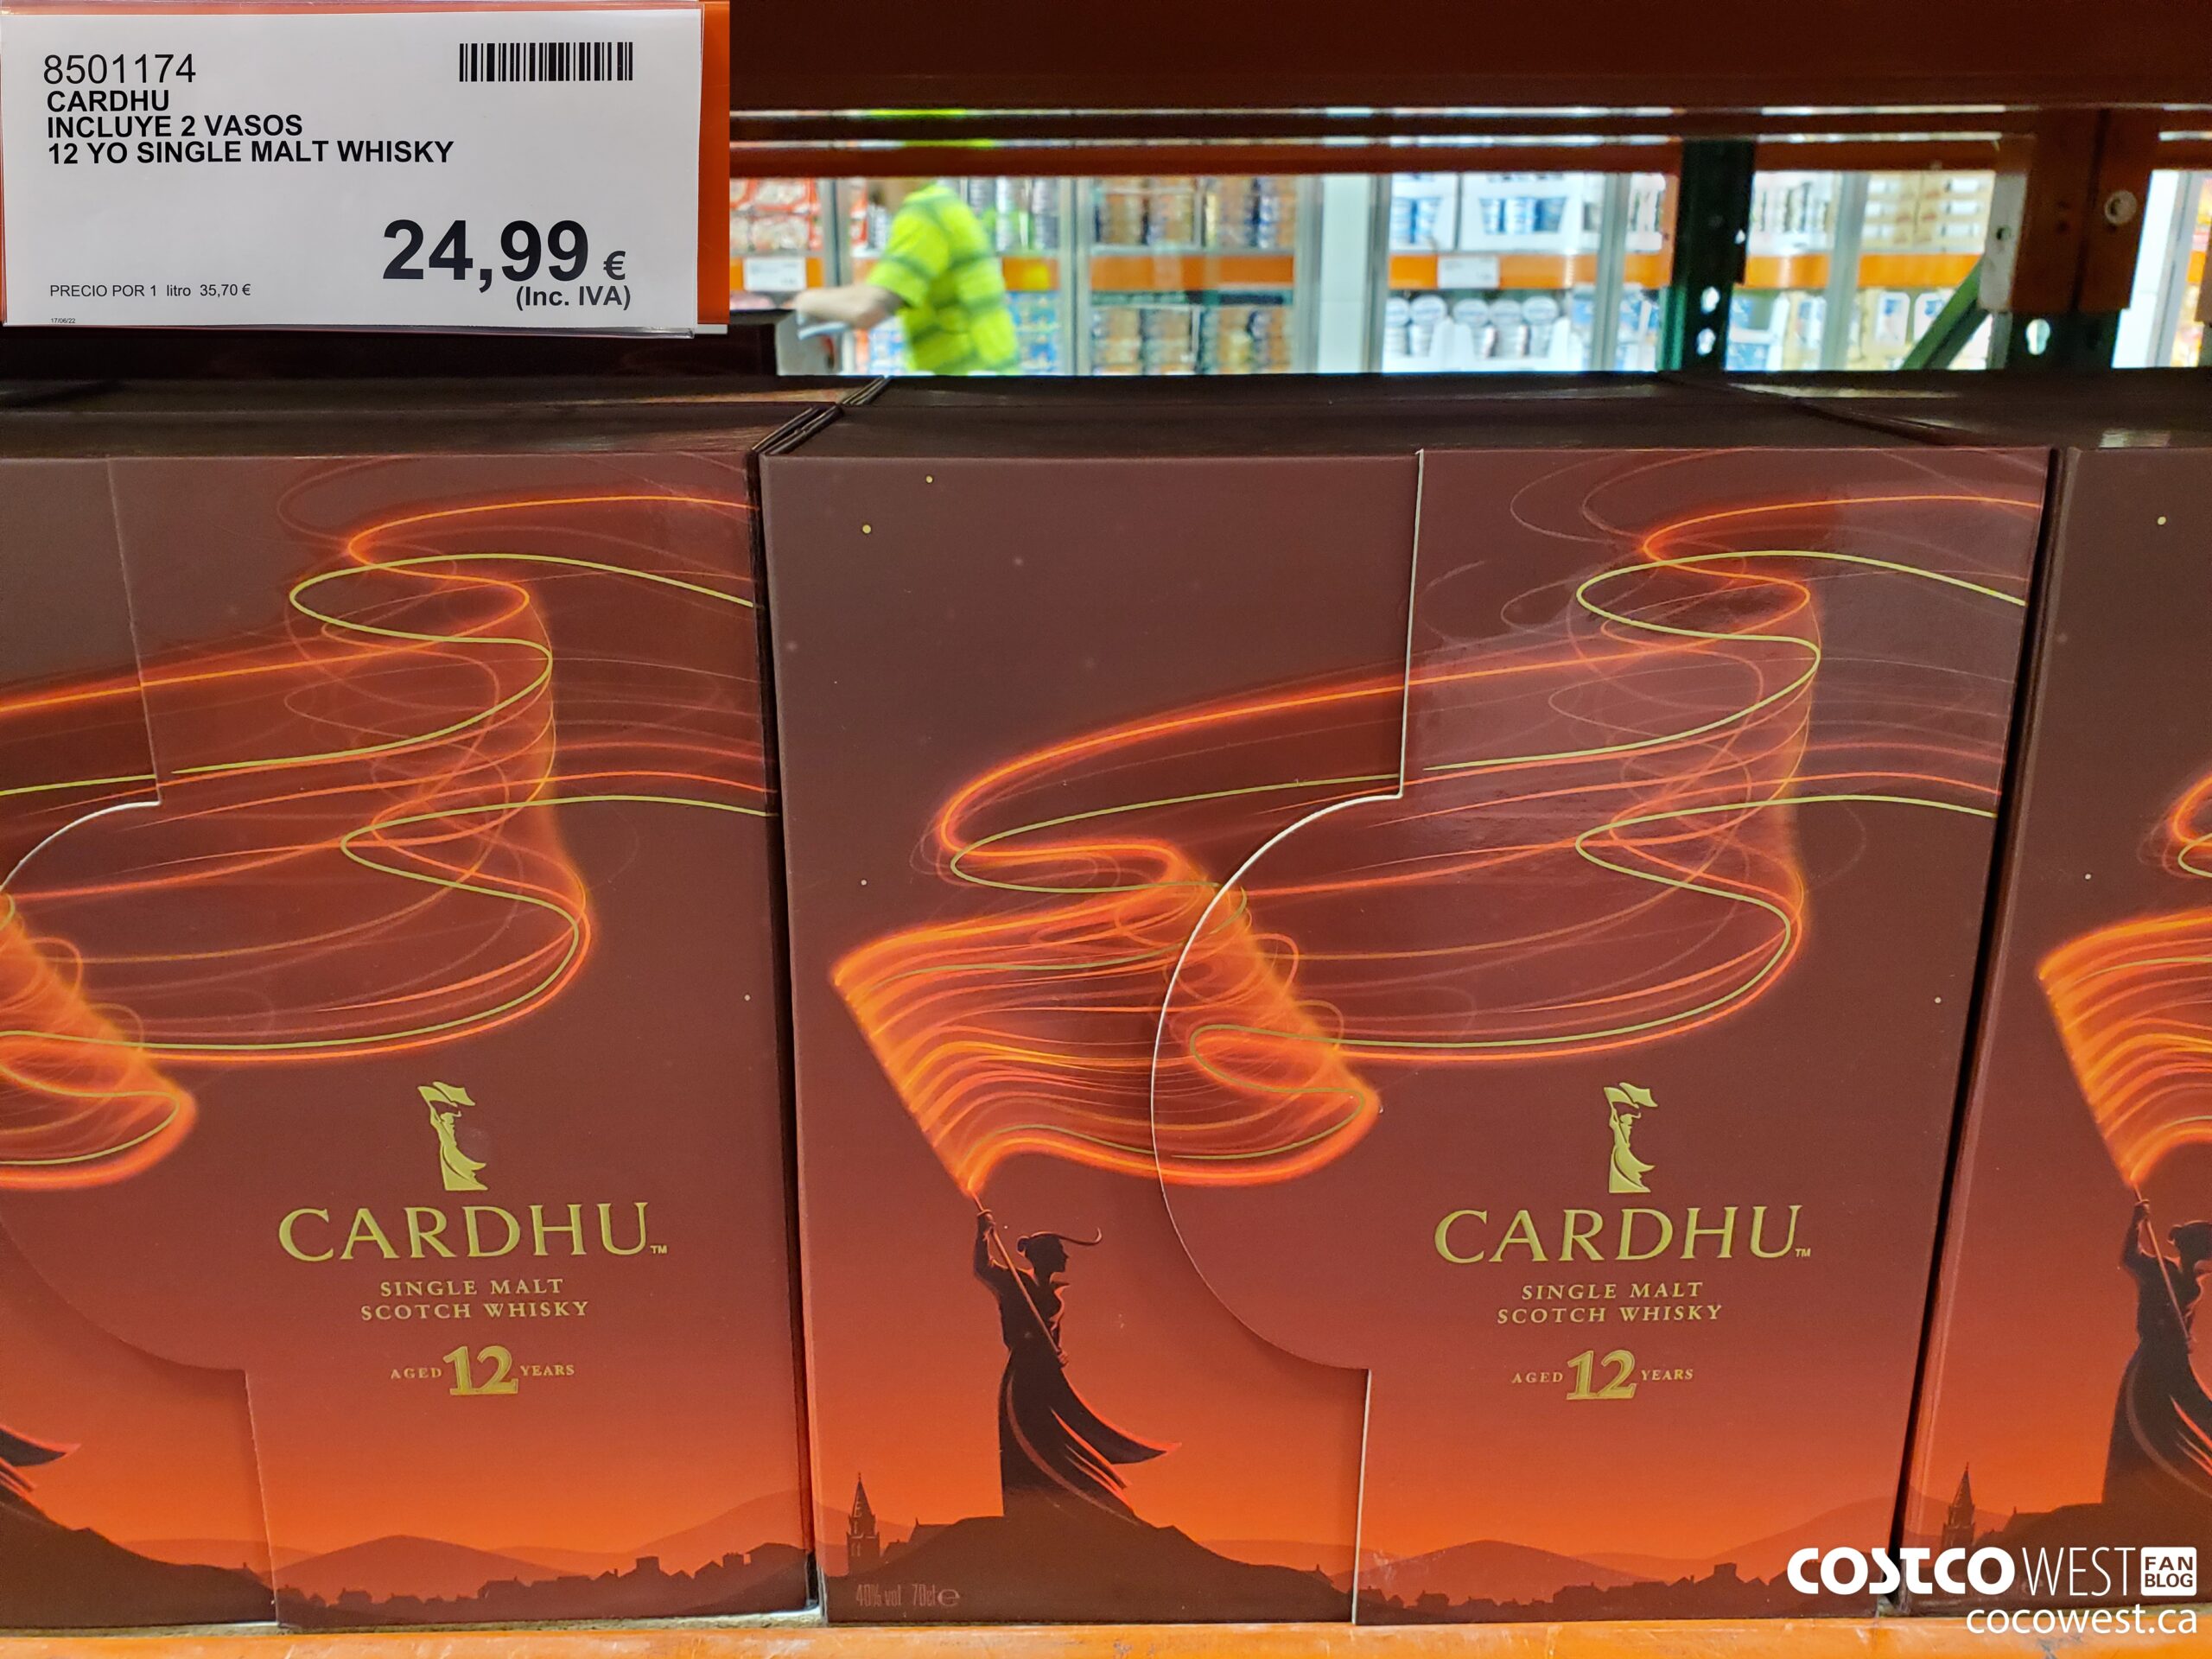 8501174
CARDHU
INCLUYE 2 VASOS
12 YO SINGLE MALT WHISKY
24,99 €
(Inc. IVA)
PRECIO POR 1 litro 35,70 €
17/06/22
CARDHU™
SINGLE MALT
SCOTCH WHISKY
AGED 12 YEARS
CARDHU™
SINGLE MALT
SCOTCH WHISKY
AGED 12 YEARS
40% vol 70cl e
COSTCO WEST FAN BLOG
cocowest.ca